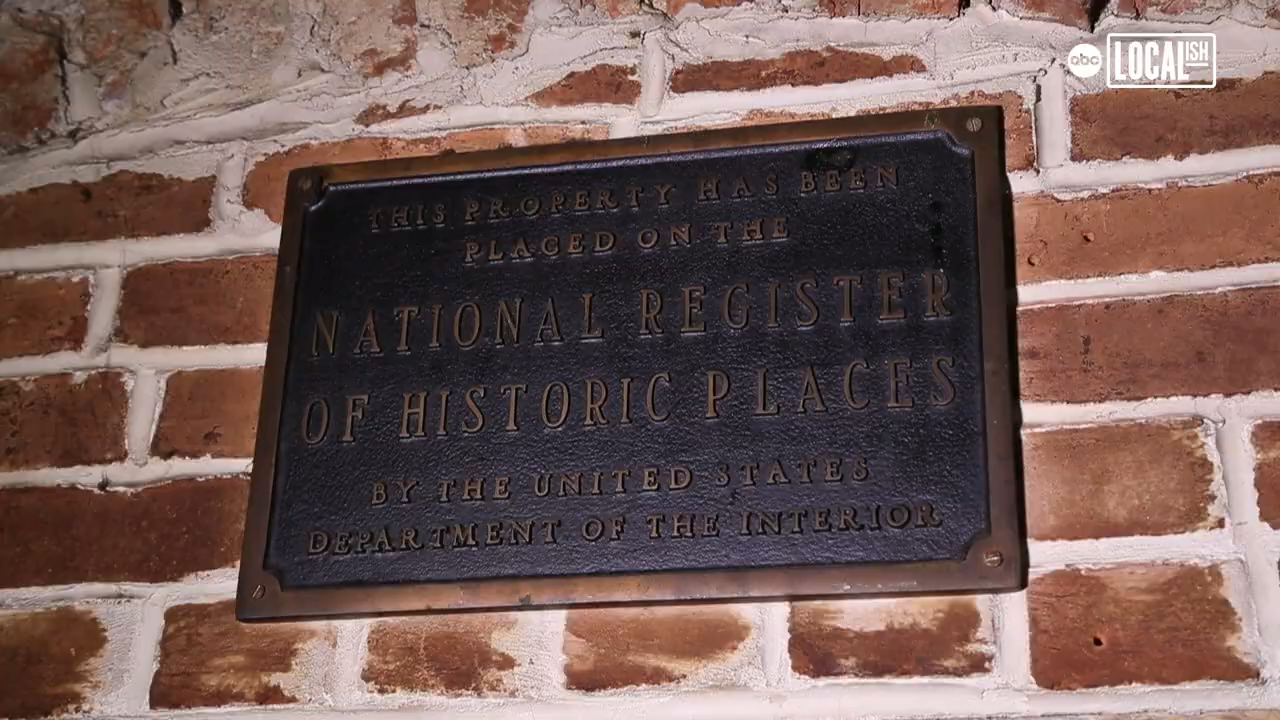 abc LOCALISH
THIS PROPERTY HAS BEEN
PLACED ON THE
NATIONAL REGISTER
OF HISTORIC PLACES
BY THE UNITED STATES
DEPARTMENT OF THE INTERIOR